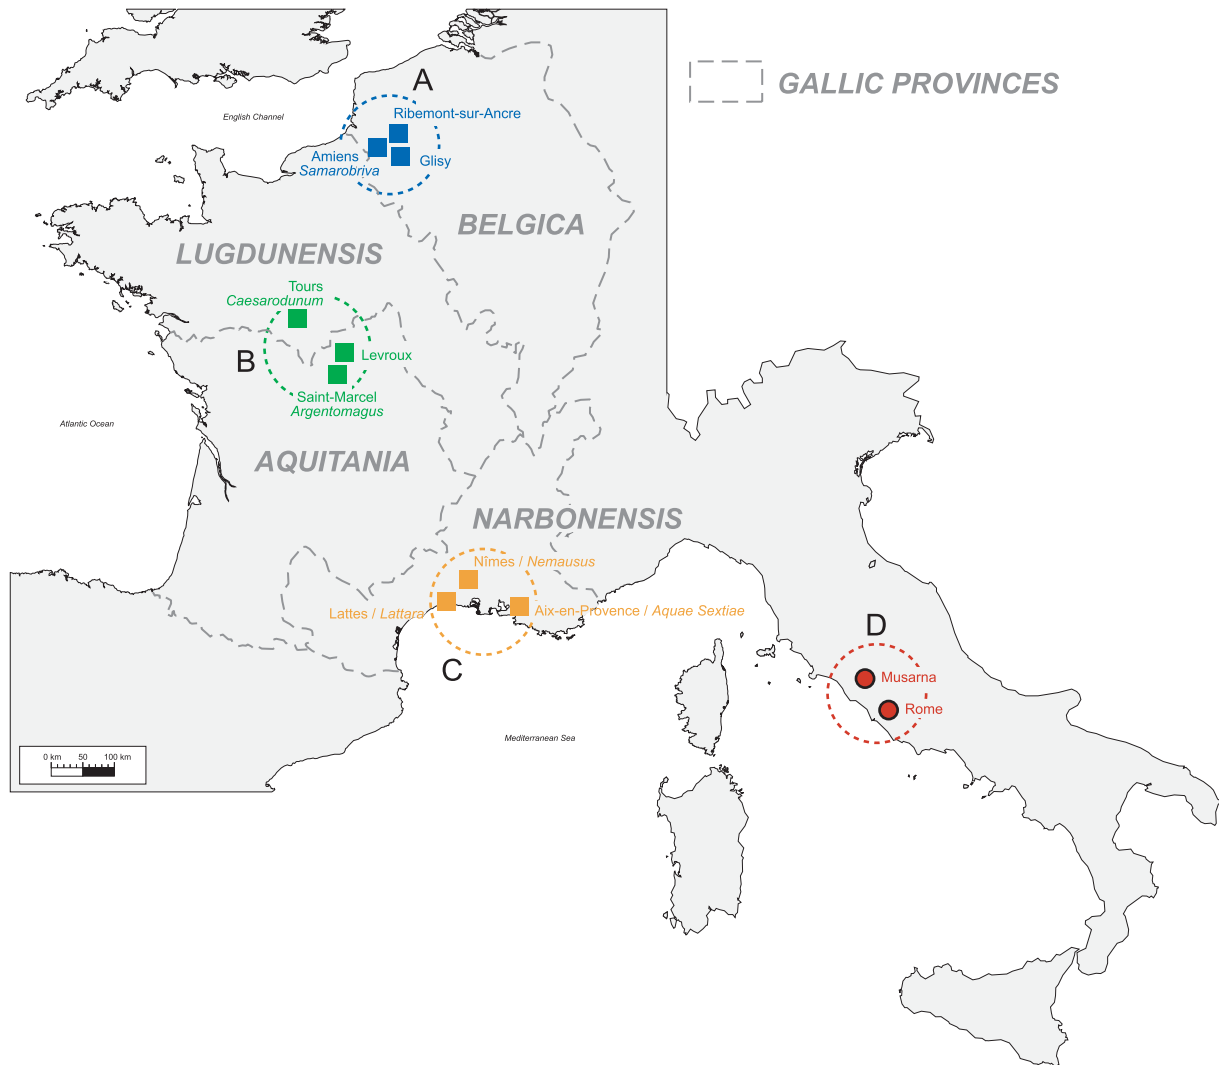 A
GALLIC PROVINCES
Ribemont-sur-Ancre
English Channel
Amiens
Samarobriva
Glisy
BELGICA
LUGDUNENSIS
Tours
Caesarodunum
B
Levroux
Saint-Marcel
Argentomagus
Atlantic Ocean
AQUITANIA
NARBONENSIS
Nîmes / Nemausus
Lattes / Lattara
Aix-en-Provence / Aquae Sextiae
C
D
Musarna
Rome
Mediterranean Sea
0 km 50 100 km